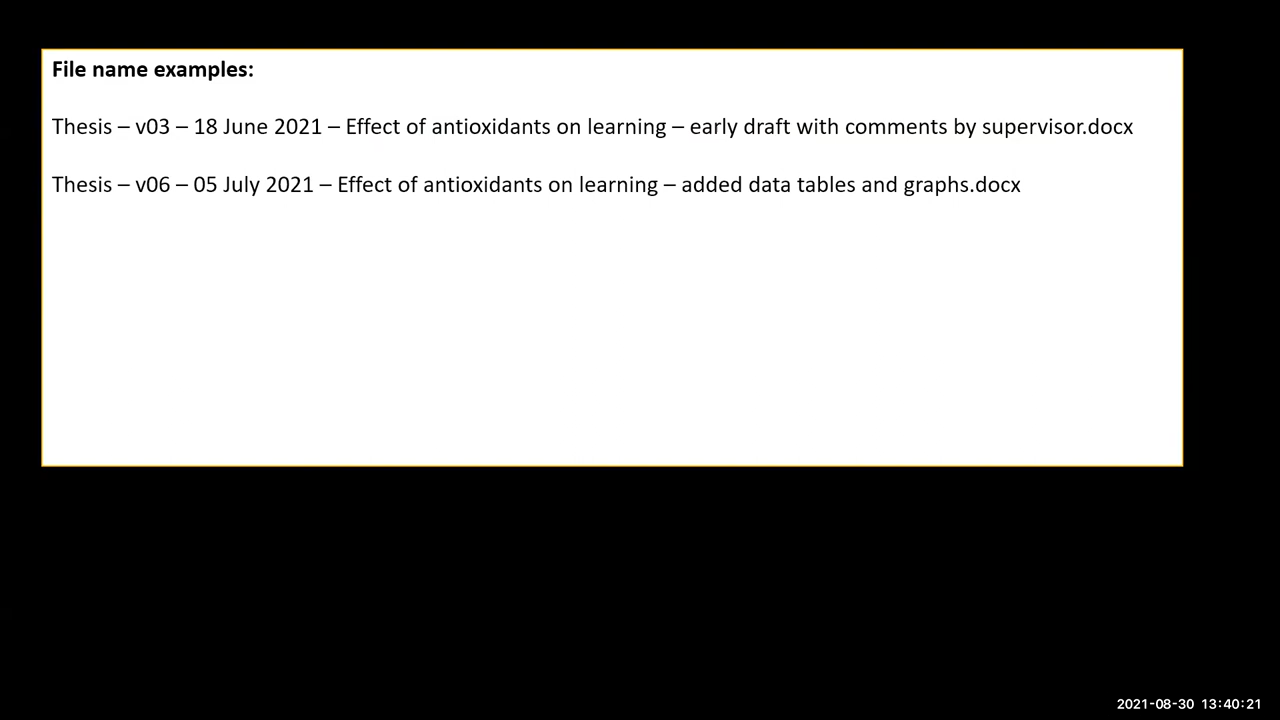 File name examples:
Thesis – v03 – 18 June 2021 – Effect of antioxidants on learning – early draft with comments by supervisor.docx
Thesis – v06 – 05 July 2021 – Effect of antioxidants on learning – added data tables and graphs.docx
2021-08-30 13:40:21